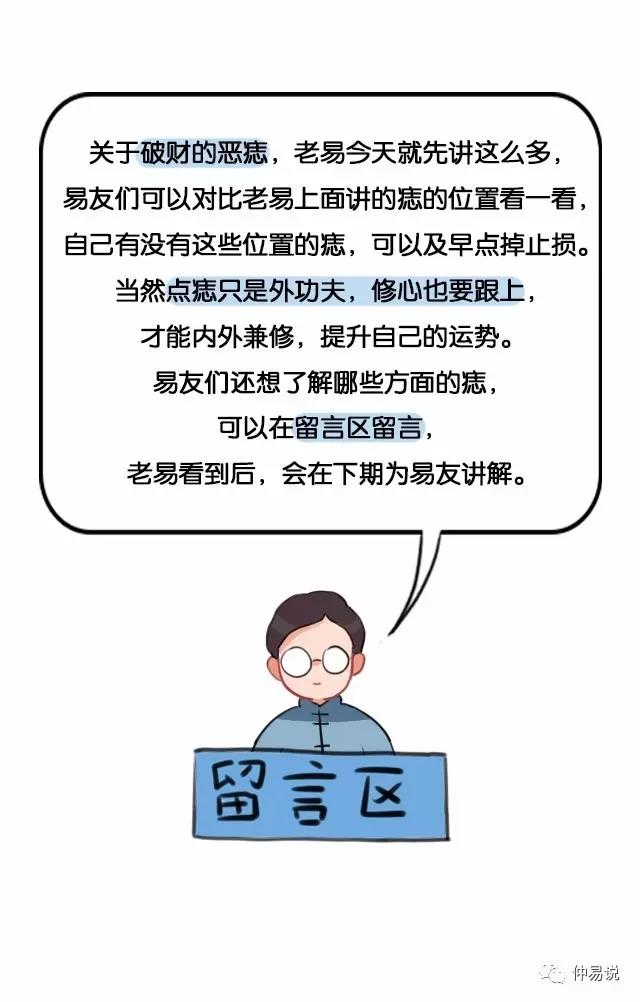 关于破财的恶痣，老易今天就先讲这么多，
易友们可以对比老易上面讲的痣的位置看一看，
自己有没有这些位置的痣，可以及早点掉止损。
当然点痣只是外功夫，修心也要跟上，
才能内外兼修，提升自己的运势。
易友们还想了解哪些方面的痣，
可以在留言区留言，
老易看到后，会在下期为易友讲解。
留言区
仲易说